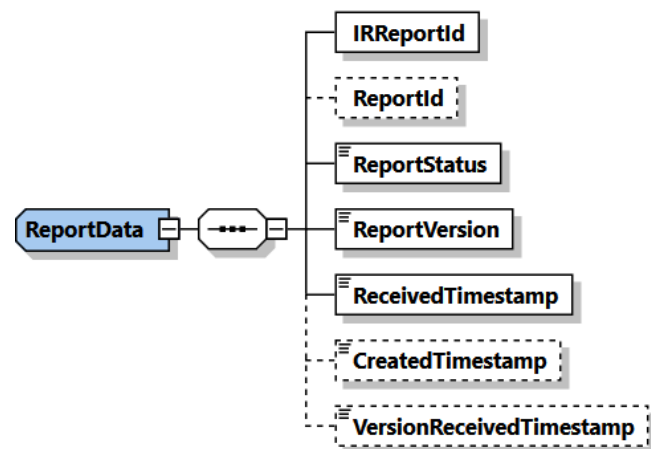 IRReportId
ReportId
ReportStatus
ReportData
ReportVersion
ReceivedTimestamp
CreatedTimestamp
VersionReceivedTimestamp